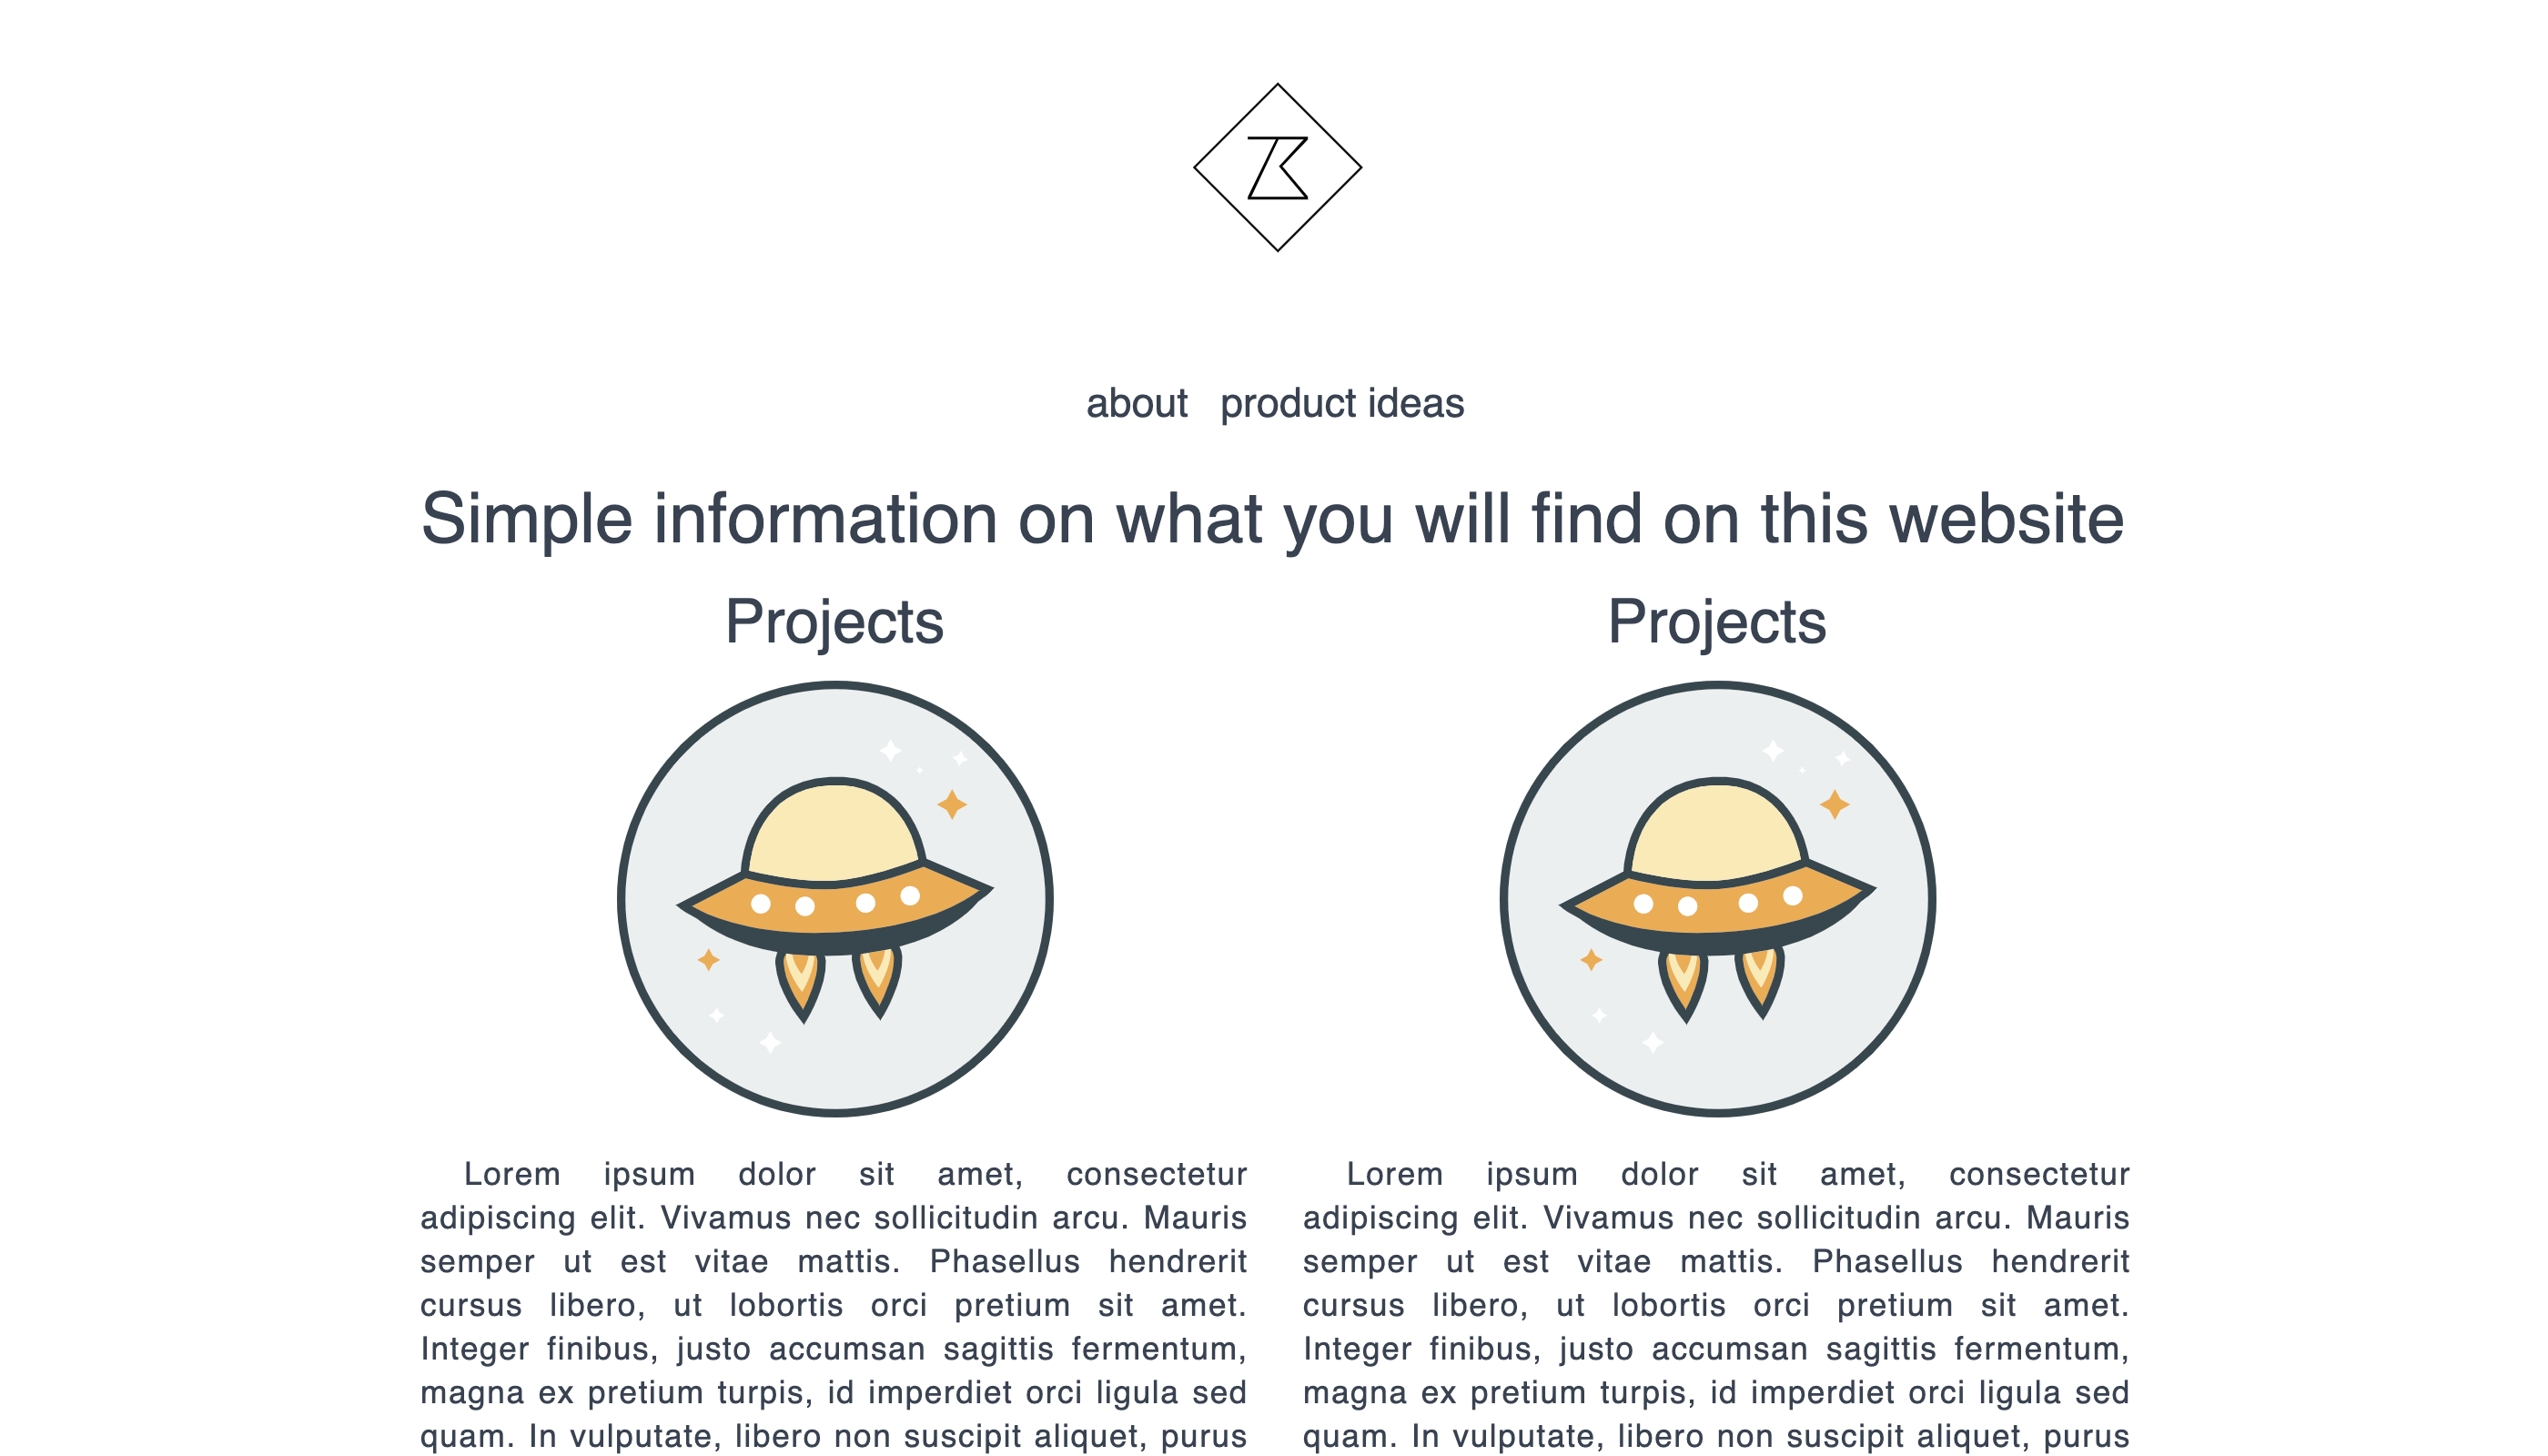 about product ideas
Simple information on what you will find on this website
Projects
Lorem ipsum dolor sit amet, consectetur
adipiscing elit. Vivamus nec sollicitudin arcu. Mauris
semper ut est vitae mattis. Phasellus hendrerit
cursus libero, ut lobortis orci pretium sit amet.
Integer finibus, justo accumsan sagittis fermentum,
magna ex pretium turpis, id imperdiet orci ligula sed
quam. In vulputate, libero non suscipit aliquet, purus
Projects
Lorem ipsum dolor sit amet, consectetur
adipiscing elit. Vivamus nec sollicitudin arcu. Mauris
semper ut est vitae mattis. Phasellus hendrerit
cursus libero, ut lobortis orci pretium sit amet.
Integer finibus, justo accumsan sagittis fermentum,
magna ex pretium turpis, id imperdiet orci ligula sed
quam. In vulputate, libero non suscipit aliquet, purus